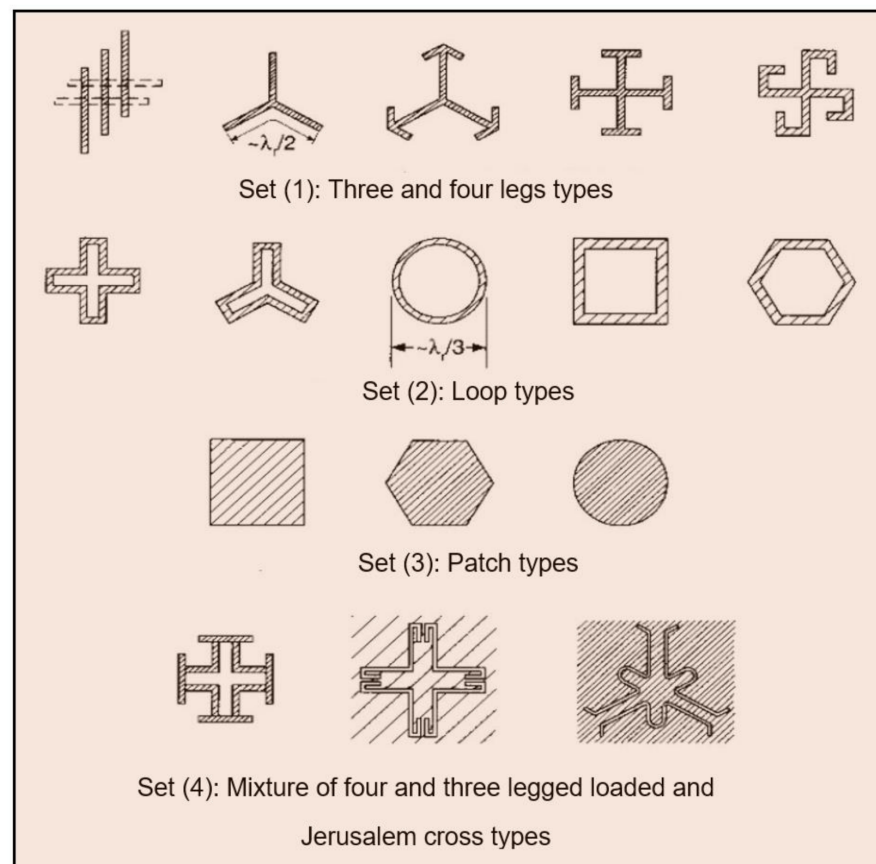 ~λr/2
Set (1): Three and four legs types
~λr/3
Set (2): Loop types
Set (3): Patch types
Set (4): Mixture of four and three legged loaded and
Jerusalem cross types